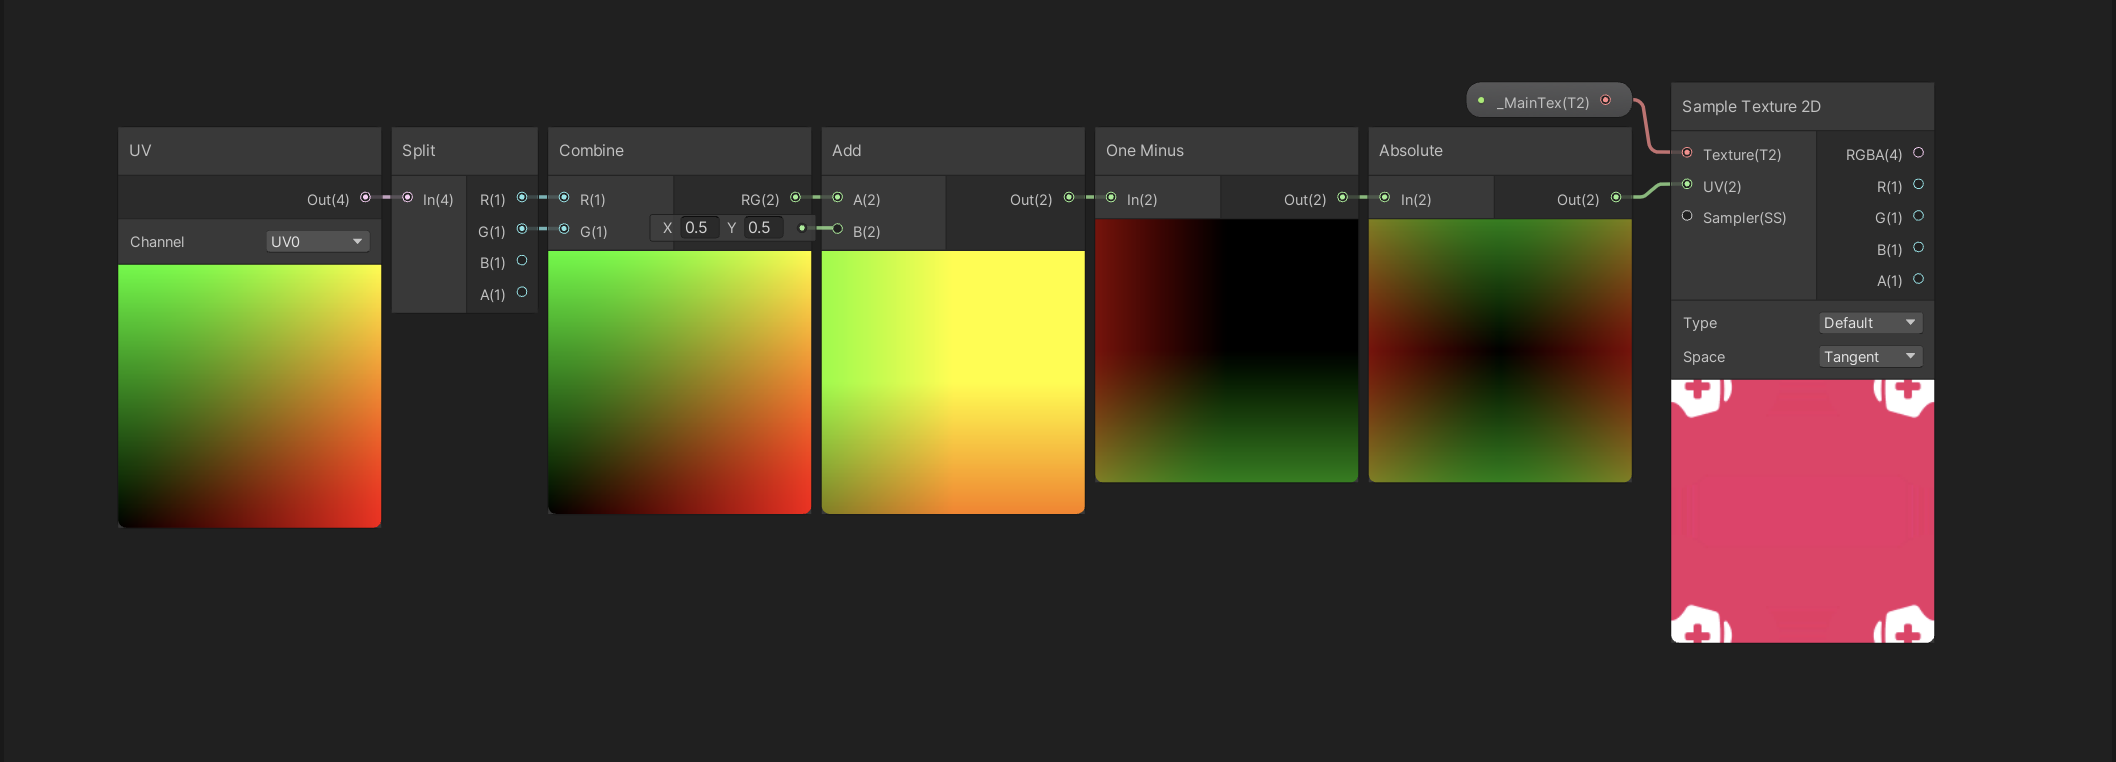 UV
Out(4)
Channel
UV0
Split
In(4)
R(1)
G(1)
B(1)
A(1)
Combine
R(1)
G(1)
RG(2)
X 0.5 Y 0.5
Add
A(2)
B(2)
Out(2)
One Minus
In(2)
Out(2)
Absolute
In(2)
Out(2)
_MainTex(T2)
Sample Texture 2D
Texture(T2)
UV(2)
Sampler(SS)
RGBA(4)
R(1)
G(1)
B(1)
A(1)
Type
Default
Space
Tangent